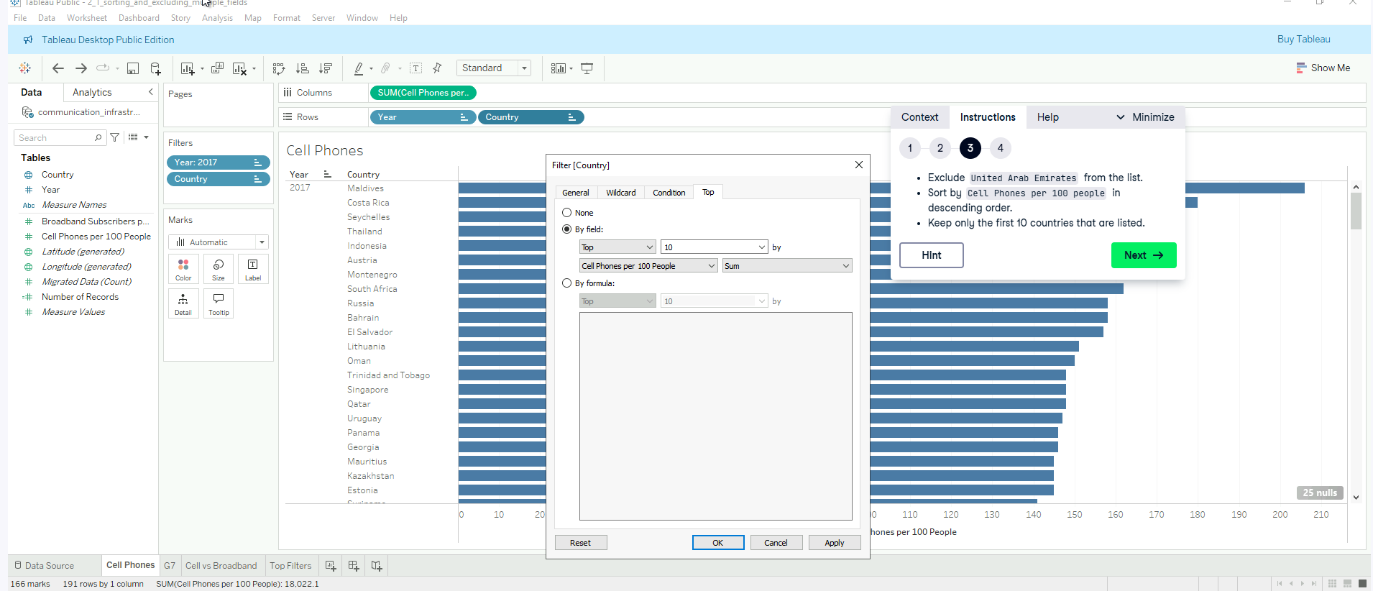 Tableau Public - 2_1_sorting_and_excluding_multiple_fields
File Data Worksheet Dashboard Story Analysis Map Format Server Window Help
Tableau Desktop Public Edition
Buy Tableau
Standard
Show Me
Data
Analytics
communication_infrastr...
Search
Tables
Country
Year
Measure Names
Broadband Subscribers p...
Cell Phones per 100 People
Latitude (generated)
Longitude (generated)
Migrated Data (Count)
Number of Records
Measure Values
Pages
Filters
Year: 2017
Country
Marks
Automatic
Color
Size
Label
Detail
Tooltip
Columns
SUM(Cell Phones per..
Rows
Year
Country
Cell Phones
Year
Country
2017
Maldives
Costa Rica
Seychelles
Thailand
Indonesia
Austria
Montenegro
South Africa
Russia
Bahrain
El Salvador
Lithuania
Oman
Trinidad and Tobago
Singapore
Qatar
Uruguay
Panama
Georgia
Mauritius
Kazakhstan
Estonia
0 10 20
110 120 130 140 150 160 170 180 190 200 210
hones per 100 People
25 nulls
Filter [Country]
General
Wildcard
Condition
Top
None
By field:
Top
10
by
Cell Phones per 100 People
Sum
By formula:
Top
10
by
Reset
OK
Cancel
Apply
Context
Instructions
Help
Minimize
1
2
3
4
• Exclude United Arab Emirates from the list.
• Sort by Cell Phones per 100 people in
descending order.
• Keep only the first 10 countries that are listed.
Hint
Next →
Data Source
Cell Phones
G7
Cell vs Broadband
Top Filters
166 marks
191 rows by 1 column
SUM(Cell Phones per 100 People): 18,022.1